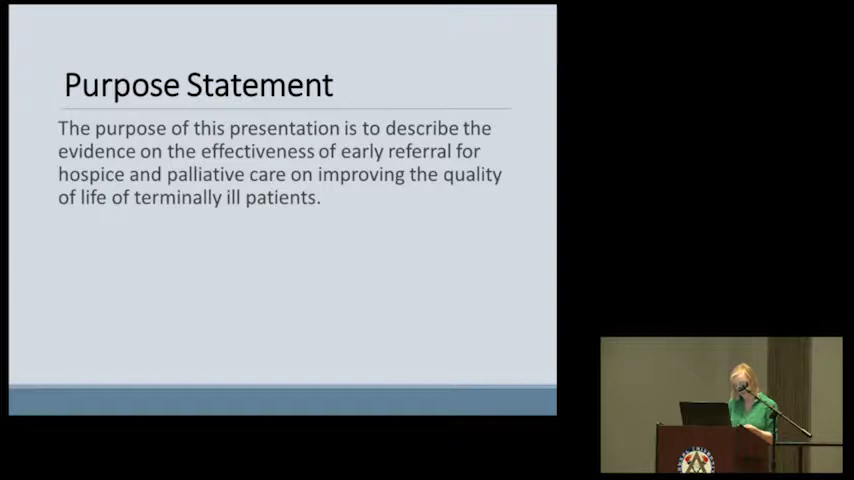 Purpose Statement
The purpose of this presentation is to describe the
evidence on the effectiveness of early referral for
hospice and palliative care on improving the quality
of life of terminally ill patients.